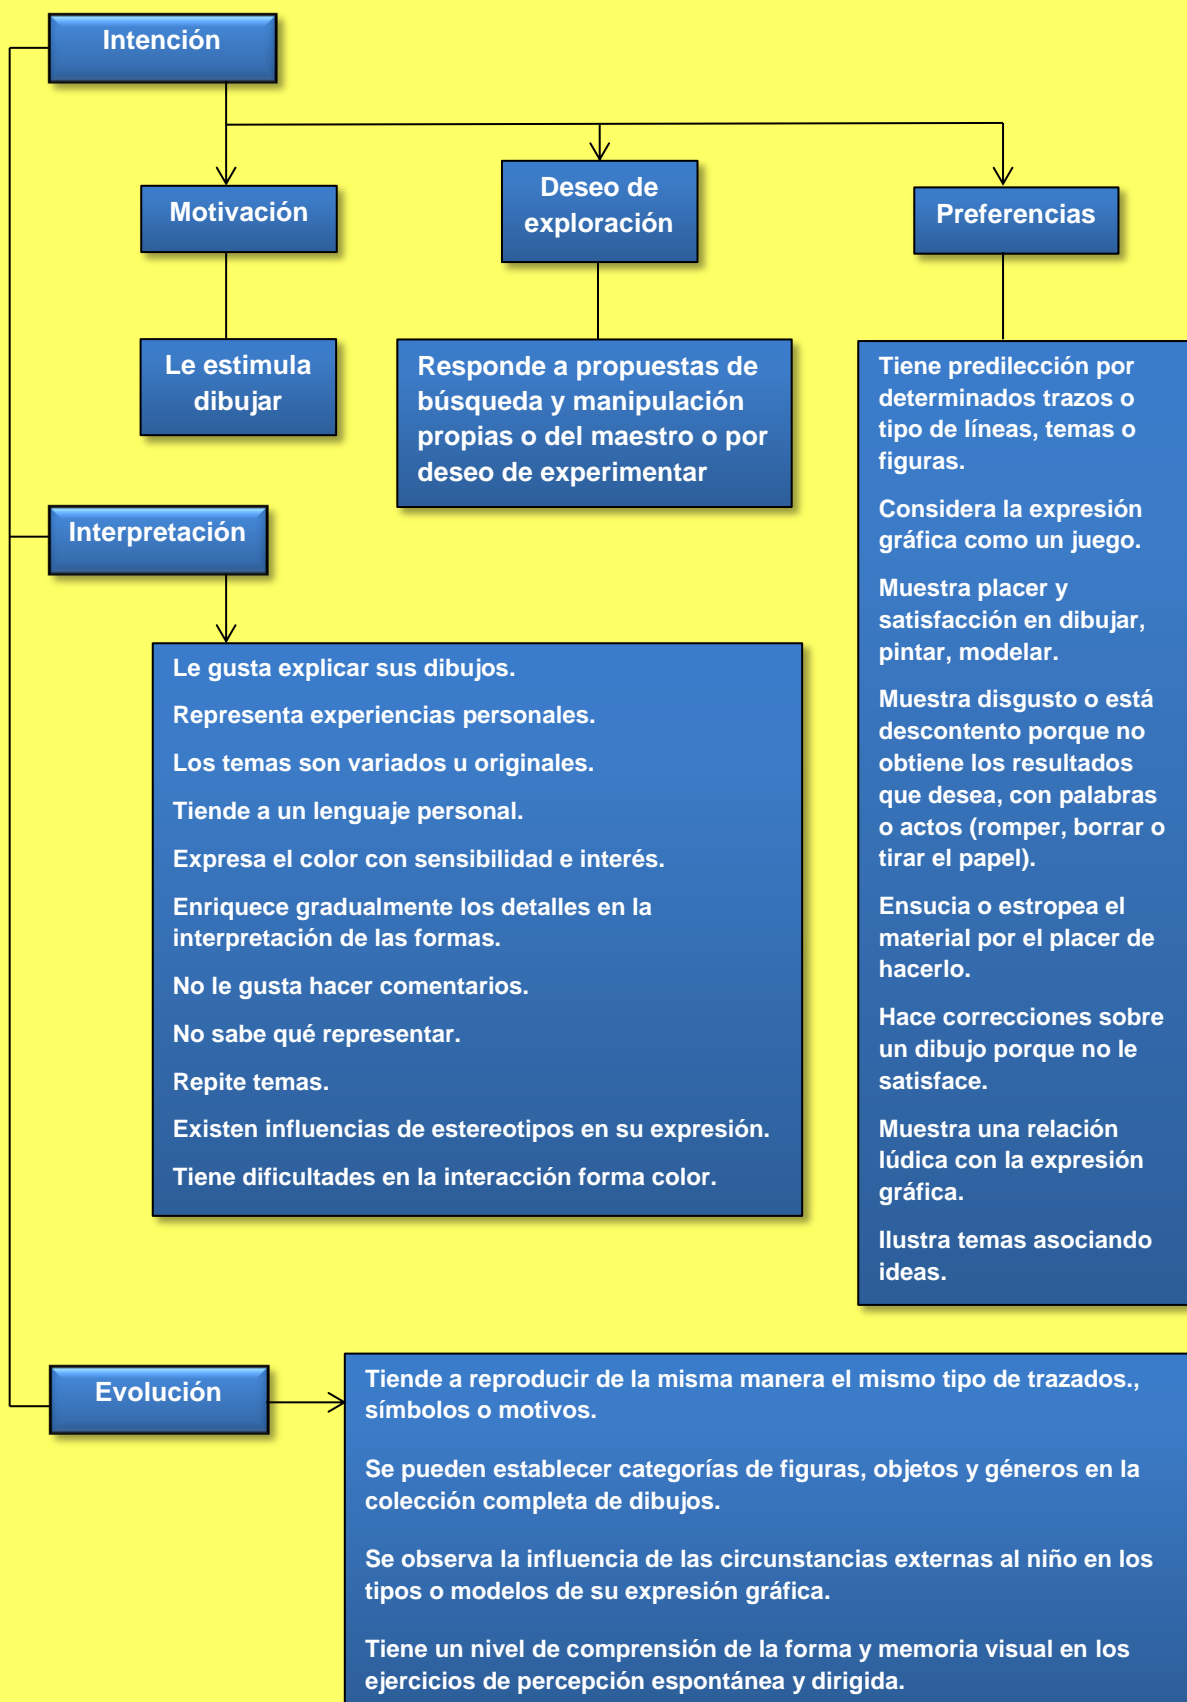 Intención
Motivación
Deseo de
exploración
Preferencias
Le estimula
dibujar
Responde a propuestas de
búsqueda y manipulación
propias o del maestro o por
deseo de experimentar
Tiene predilección por
determinados trazos o
tipo de líneas, temas o
figuras.
Considera la expresión
gráfica como un juego.
Muestra placer y
satisfacción en dibujar,
pintar, modelar.
Muestra disgusto o está
descontento porque no
obtiene los resultados
que desea, con palabras
o actos (romper, borrar o
tirar el papel).
Ensucia o estropea el
material por el placer de
hacerlo.
Hace correcciones sobre
un dibujo porque no le
satisface.
Muestra una relación
lúdica con la expresión
gráfica.
Ilustra temas asociando
ideas.
Interpretación
Le gusta explicar sus dibujos.
Representa experiencias personales.
Los temas son variados u originales.
Tiende a un lenguaje personal.
Expresa el color con sensibilidad e interés.
Enriquece gradualmente los detalles en la
interpretación de las formas.
No le gusta hacer comentarios.
No sabe qué representar.
Repite temas.
Existen influencias de estereotipos en su expresión.
Tiene dificultades en la interacción forma color.
Evolución
Tiende a reproducir de la misma manera el mismo tipo de trazados.,
símbolos o motivos.
Se pueden establecer categorías de figuras, objetos y géneros en la
colección completa de dibujos.
Se observa la influencia de las circunstancias externas al niño en los
tipos o modelos de su expresión gráfica.
Tiene un nivel de comprensión de la forma y memoria visual en los
ejercicios de percepción espontánea y dirigida.